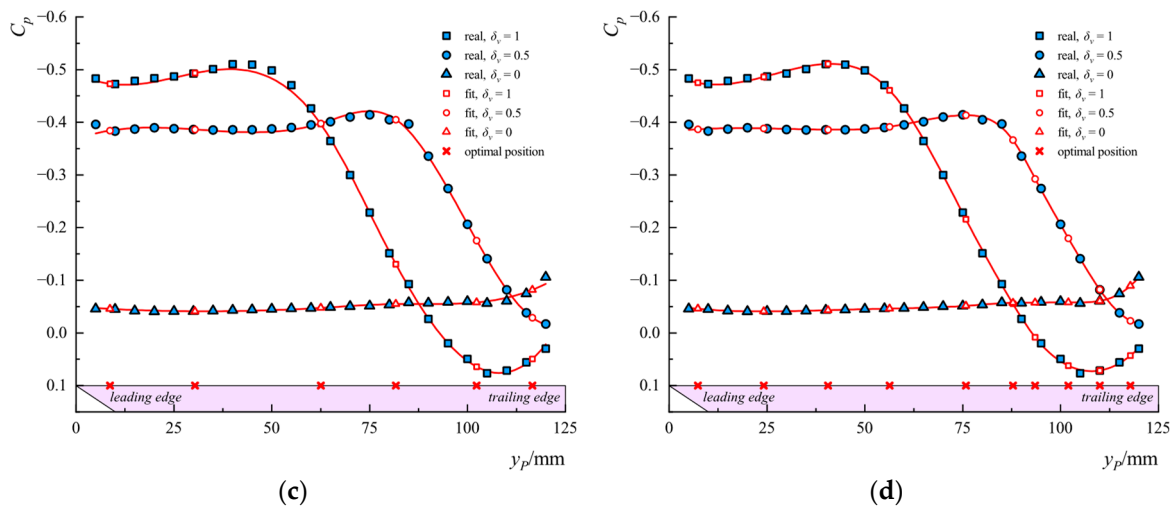 C_p
−0.6
−0.5
−0.4
−0.3
−0.2
−0.1
0.0
0.1
real, δ_v = 1
real, δ_v = 0.5
real, δ_v = 0
fit, δ_v = 1
fit, δ_v = 0.5
fit, δ_v = 0
optimal position
leading edge
trailing edge
0 25 50 75 100 125
y_P/mm
(c)
C_p
−0.6
−0.5
−0.4
−0.3
−0.2
−0.1
0.0
0.1
real, δ_v = 1
real, δ_v = 0.5
real, δ_v = 0
fit, δ_v = 1
fit, δ_v = 0.5
fit, δ_v = 0
optimal position
leading edge
trailing edge
0 25 50 75 100 125
y_P/mm
(d)